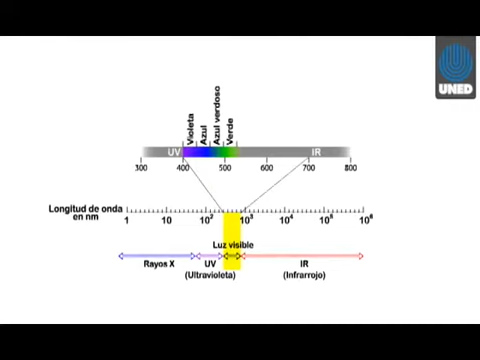 UNED
Violeta
Azul
Azul verdoso
Verde
UV
IR
300 400 500 600 700 800
Longitud de onda
en nm
1 10 10² 10³ 10⁴ 10⁵ 10⁶
Luz visible
Rayos X UV IR
(Ultravioleta) (Infrarrojo)